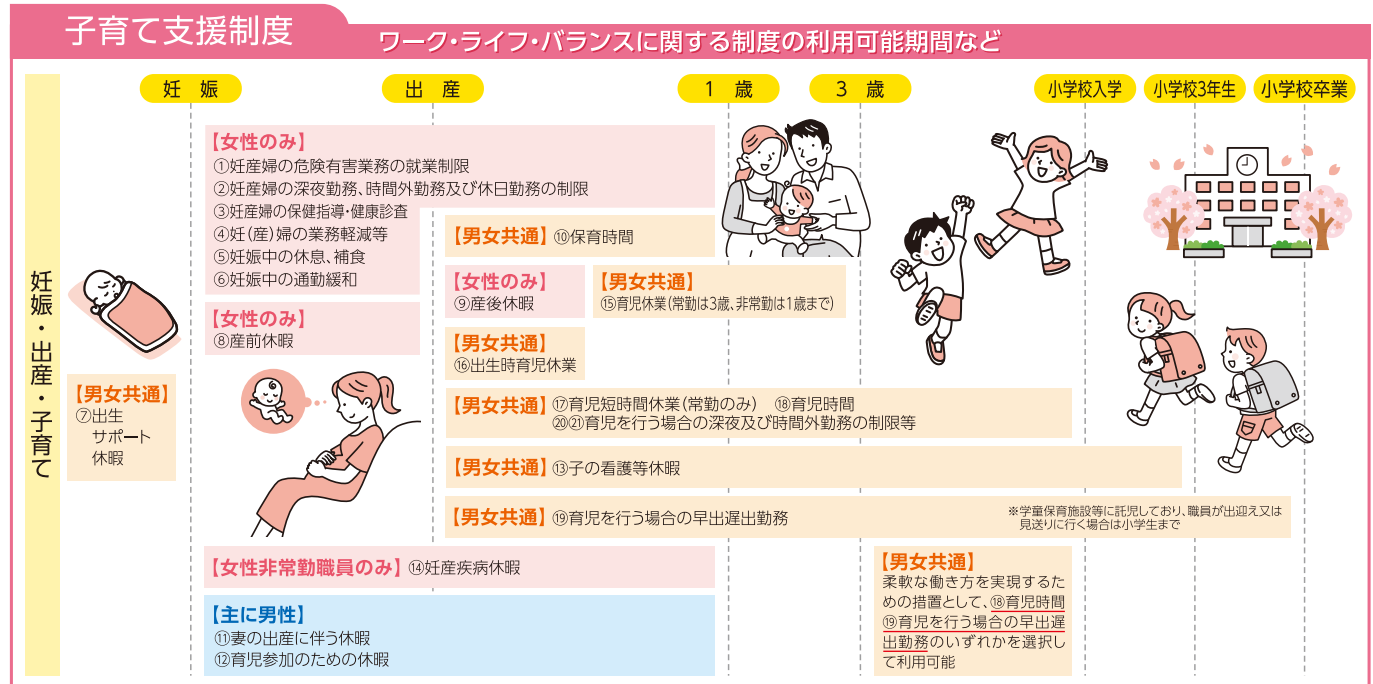 子育て支援制度
ワーク・ライフ・バランスに関する制度の利用可能期間など
妊娠・出産・子育て
妊 娠
出 産
1 歳
3 歳
小学校入学
小学校3年生
小学校卒業
【女性のみ】
①妊産婦の危険有害業務の就業制限
②妊産婦の深夜勤務、時間外勤務及び休日勤務の制限
③妊産婦の保健指導・健康診査
④妊(産)婦の業務軽減等
⑤妊娠中の休息、補食
⑥妊娠中の通勤緩和
【男女共通】⑩保育時間
【女性のみ】
⑨産後休暇
【男女共通】
⑮育児休業(常勤は3歳、非常勤は1歳まで)
【女性のみ】
⑧産前休暇
【男女共通】
⑯出生時育児休業
【男女共通】
⑦出生
サポート
休暇
【男女共通】⑰育児短時間休業(常勤のみ) ⑱育児時間
⑳㉑育児を行う場合の深夜及び時間外勤務の制限等
【男女共通】⑬子の看護等休暇
【男女共通】⑲育児を行う場合の早出遅出勤務
※学童保育施設等に託児しており、職員が出迎え又は
見送りに行く場合は小学生まで
【女性非常勤職員のみ】⑭妊産疾病休暇
【主に男性】
⑪妻の出産に伴う休暇
⑫育児参加のための休暇
【男女共通】
柔軟な働き方を実現するた
めの措置として、⑱育児時間
⑲育児を行う場合の早出遅
出勤務のいずれかを選択し
て利用可能